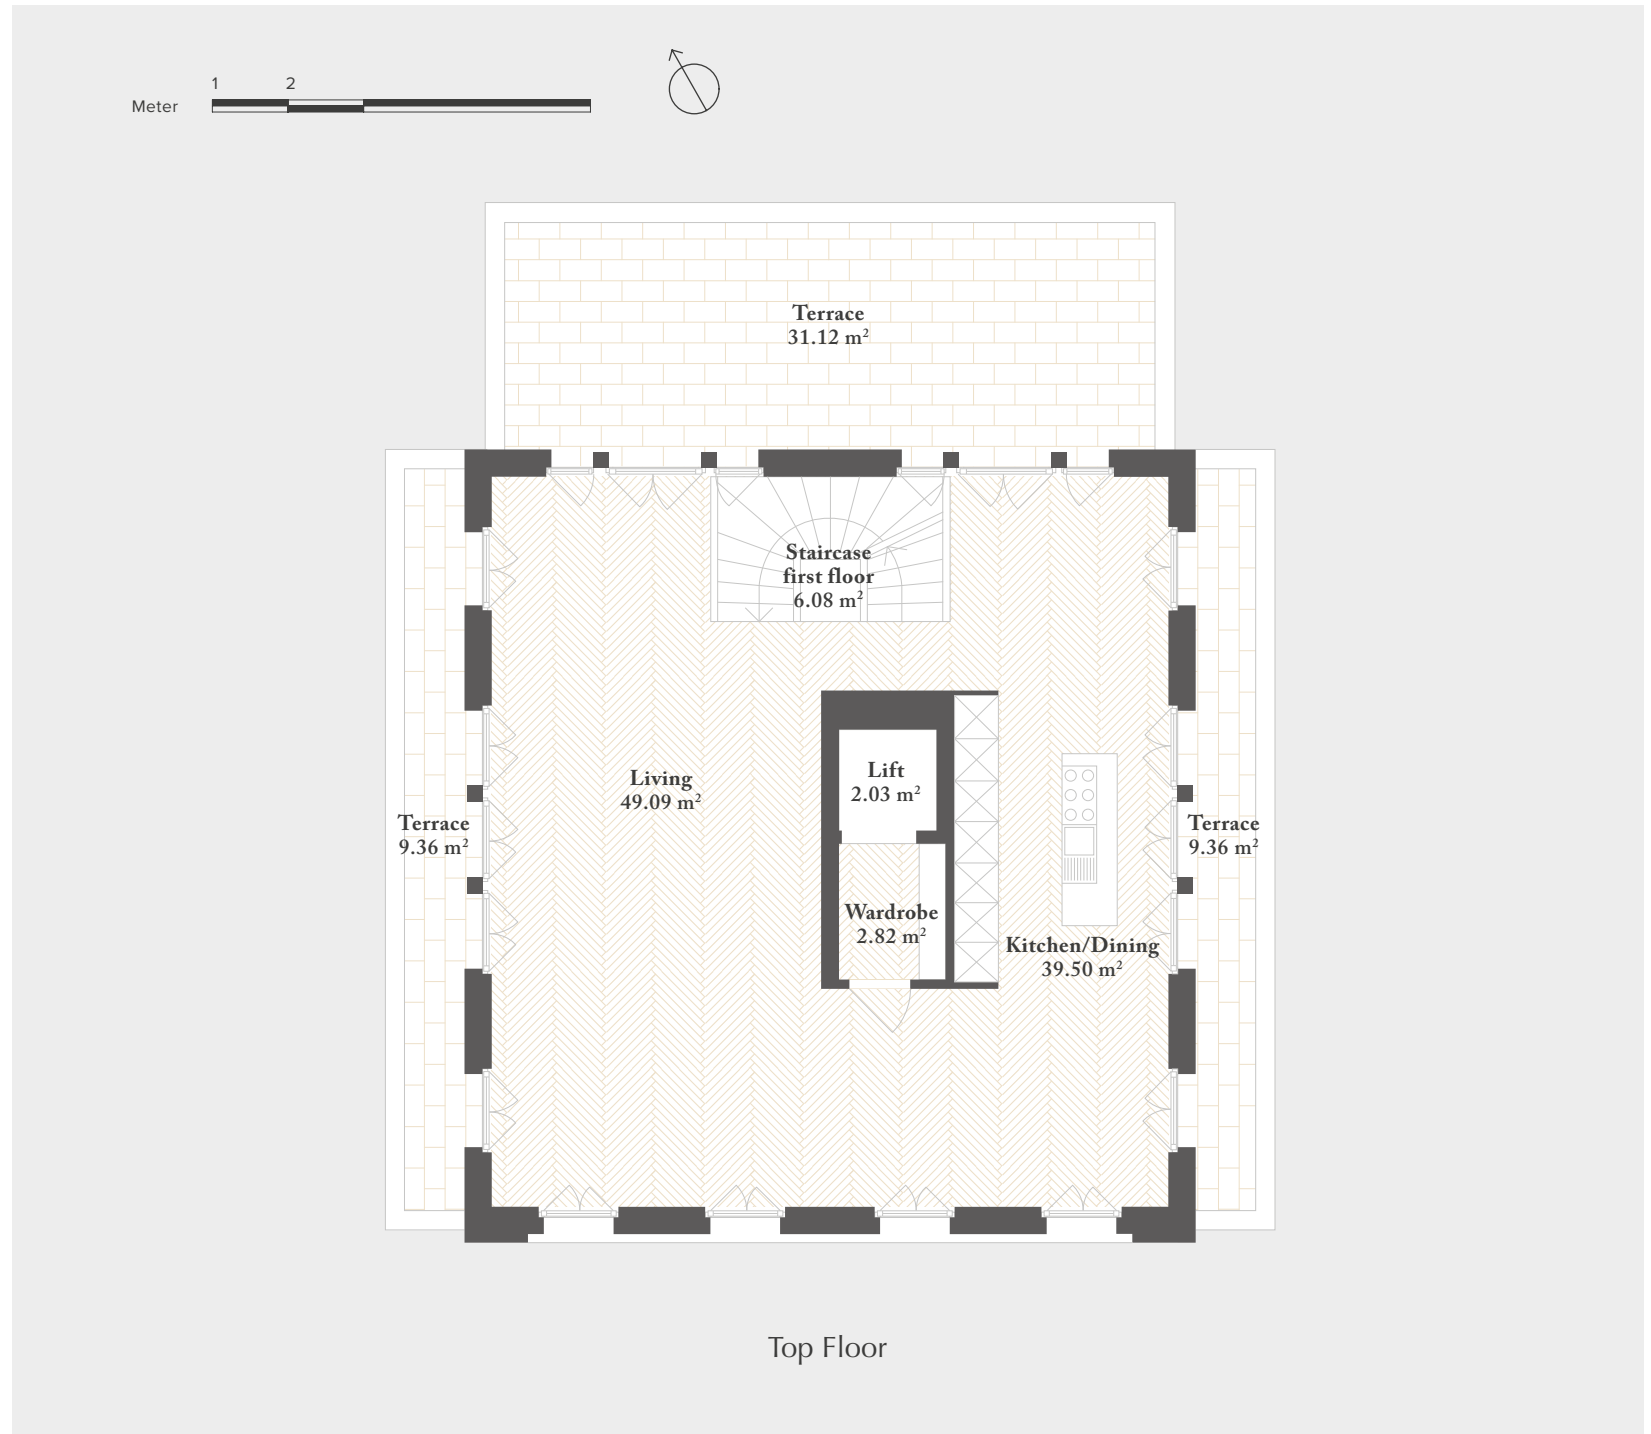 1 2
Meter
Terrace
31.12 m²
Staircase
first floor
6.08 m²
Living
49.09 m²
Lift
2.03 m²
Terrace
9.36 m²
Terrace
9.36 m²
Wardrobe
2.82 m²
Kitchen/Dining
39.50 m²
Top Floor